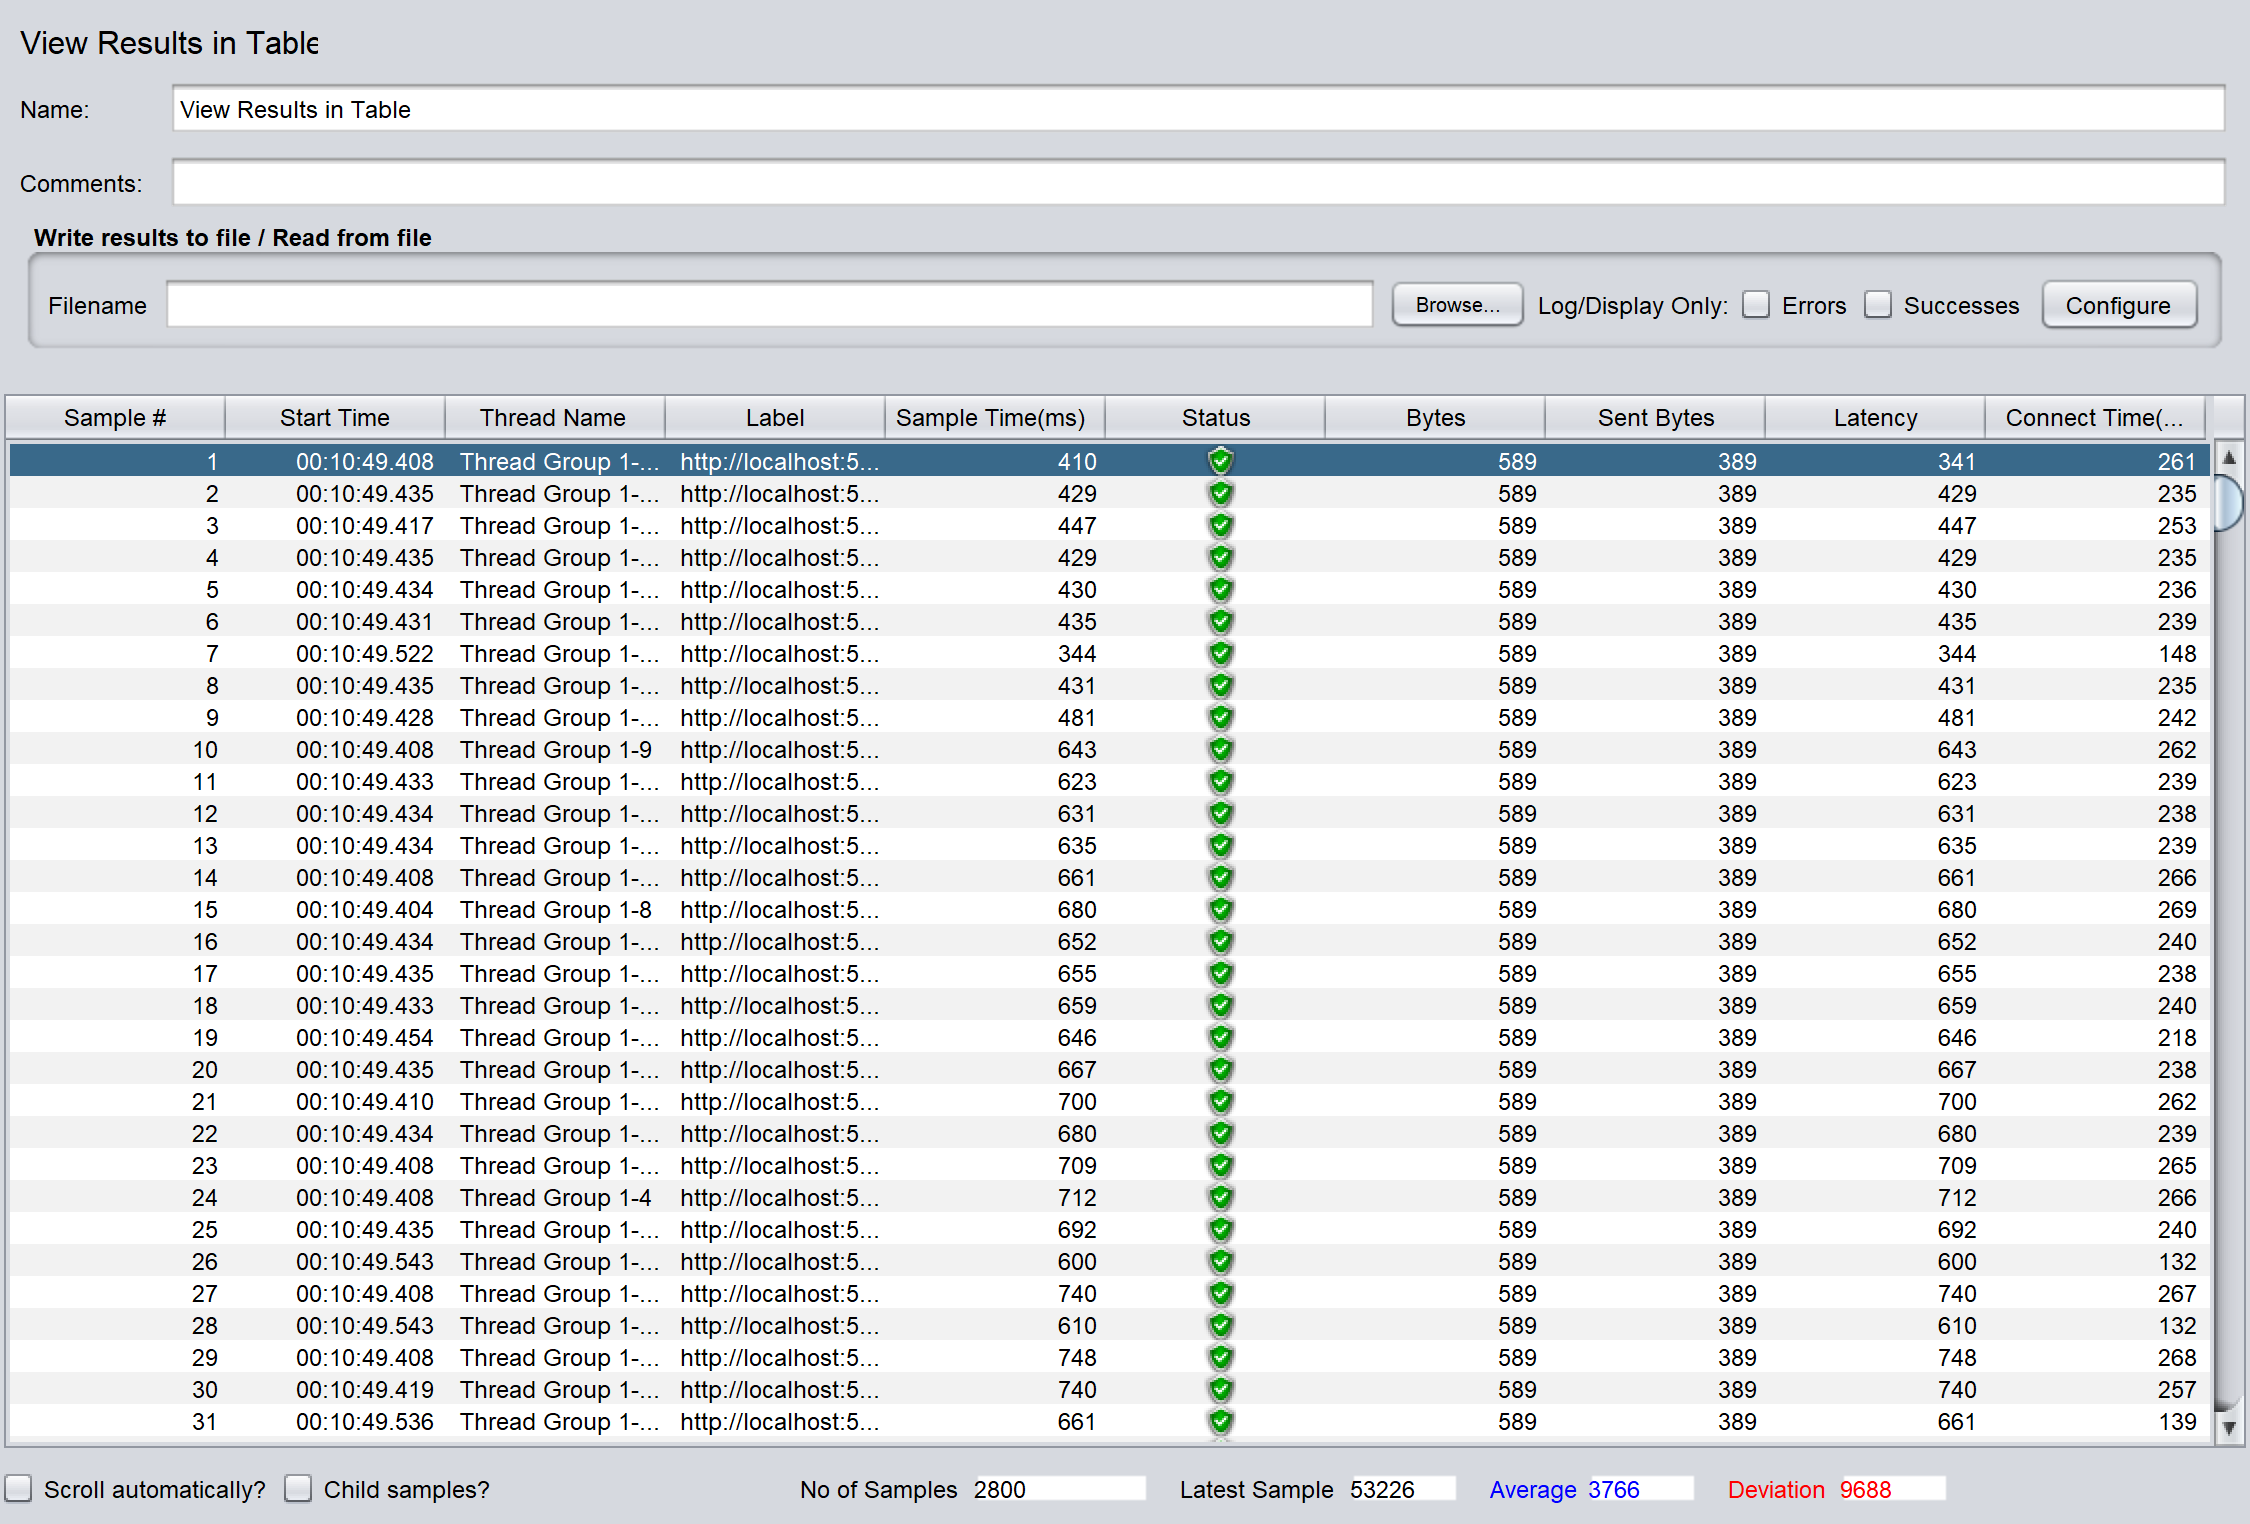 View Results in Table
Name: View Results in Table
Comments:
Write results to file / Read from file
Filename Browse... Log/Display Only: Errors Successes Configure
Sample # Start Time Thread Name Label Sample Time(ms) Status Bytes Sent Bytes Latency Connect Time(...
1 00:10:49.408 Thread Group 1-... http://localhost:5... 410 589 389 341 261
2 00:10:49.435 Thread Group 1-... http://localhost:5... 429 589 389 429 235
3 00:10:49.417 Thread Group 1-... http://localhost:5... 447 589 389 447 253
4 00:10:49.435 Thread Group 1-... http://localhost:5... 429 589 389 429 235
5 00:10:49.434 Thread Group 1-... http://localhost:5... 430 589 389 430 236
6 00:10:49.431 Thread Group 1-... http://localhost:5... 435 589 389 435 239
7 00:10:49.522 Thread Group 1-... http://localhost:5... 344 589 389 344 148
8 00:10:49.435 Thread Group 1-... http://localhost:5... 431 589 389 431 235
9 00:10:49.428 Thread Group 1-... http://localhost:5... 481 589 389 481 242
10 00:10:49.408 Thread Group 1-9 http://localhost:5... 643 589 389 643 262
11 00:10:49.433 Thread Group 1-... http://localhost:5... 623 589 389 623 239
12 00:10:49.434 Thread Group 1-... http://localhost:5... 631 589 389 631 238
13 00:10:49.434 Thread Group 1-... http://localhost:5... 635 589 389 635 239
14 00:10:49.408 Thread Group 1-... http://localhost:5... 661 589 389 661 266
15 00:10:49.404 Thread Group 1-8 http://localhost:5... 680 589 389 680 269
16 00:10:49.434 Thread Group 1-... http://localhost:5... 652 589 389 652 240
17 00:10:49.435 Thread Group 1-... http://localhost:5... 655 589 389 655 238
18 00:10:49.433 Thread Group 1-... http://localhost:5... 659 589 389 659 240
19 00:10:49.454 Thread Group 1-... http://localhost:5... 646 589 389 646 218
20 00:10:49.435 Thread Group 1-... http://localhost:5... 667 589 389 667 238
21 00:10:49.410 Thread Group 1-... http://localhost:5... 700 589 389 700 262
22 00:10:49.434 Thread Group 1-... http://localhost:5... 680 589 389 680 239
23 00:10:49.408 Thread Group 1-... http://localhost:5... 709 589 389 709 265
24 00:10:49.408 Thread Group 1-4 http://localhost:5... 712 589 389 712 266
25 00:10:49.435 Thread Group 1-... http://localhost:5... 692 589 389 692 240
26 00:10:49.543 Thread Group 1-... http://localhost:5... 600 589 389 600 132
27 00:10:49.408 Thread Group 1-... http://localhost:5... 740 589 389 740 267
28 00:10:49.543 Thread Group 1-... http://localhost:5... 610 589 389 610 132
29 00:10:49.408 Thread Group 1-... http://localhost:5... 748 589 389 748 268
30 00:10:49.419 Thread Group 1-... http://localhost:5... 740 589 389 740 257
31 00:10:49.536 Thread Group 1-... http://localhost:5... 661 589 389 661 139
Scroll automatically? Child samples? No of Samples 2800 Latest Sample 53226 Average 3766 Deviation 9688